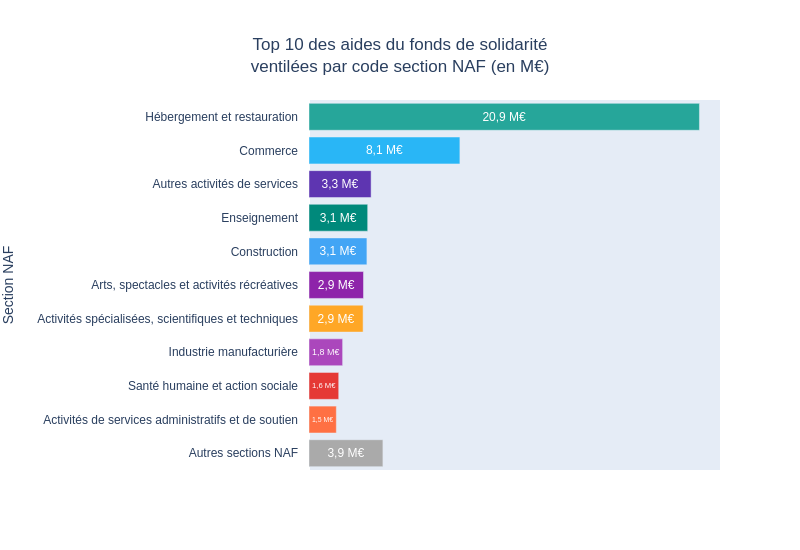 Top 10 des aides du fonds de solidarité
ventilées par code section NAF (en M€)
Section NAF
Hébergement et restauration 20,9 M€
Commerce 8,1 M€
Autres activités de services 3,3 M€
Enseignement 3,1 M€
Construction 3,1 M€
Arts, spectacles et activités récréatives 2,9 M€
Activités spécialisées, scientifiques et techniques 2,9 M€
Industrie manufacturière 1,8 M€
Santé humaine et action sociale 1,6 M€
Activités de services administratifs et de soutien 1,5 M€
Autres sections NAF 3,9 M€